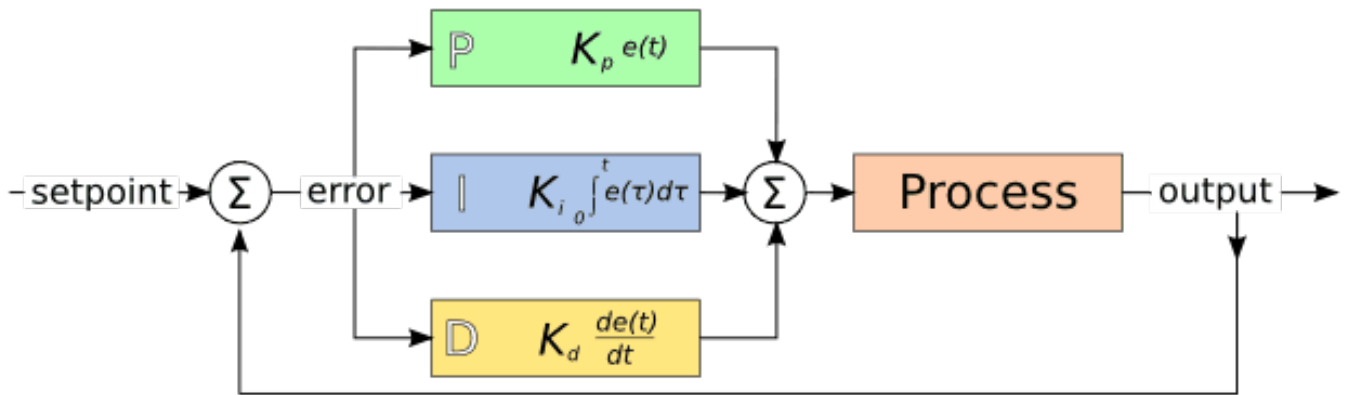 P K_p e(t)
setpoint Σ error I K_i ∫_0^t e(τ)dτ Σ Process output
D K_d de(t)/dt